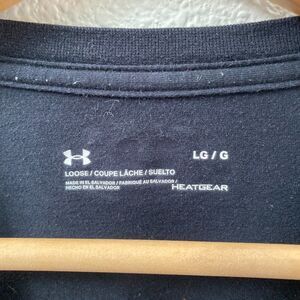 LG / G
LOOSE / COUPE LÂCHE / SUELTO
MADE IN EL SALVADOR / FABRIQUÉ AU SALVADOR /
HECHO EN EL SALVADOR
HEATGEAR